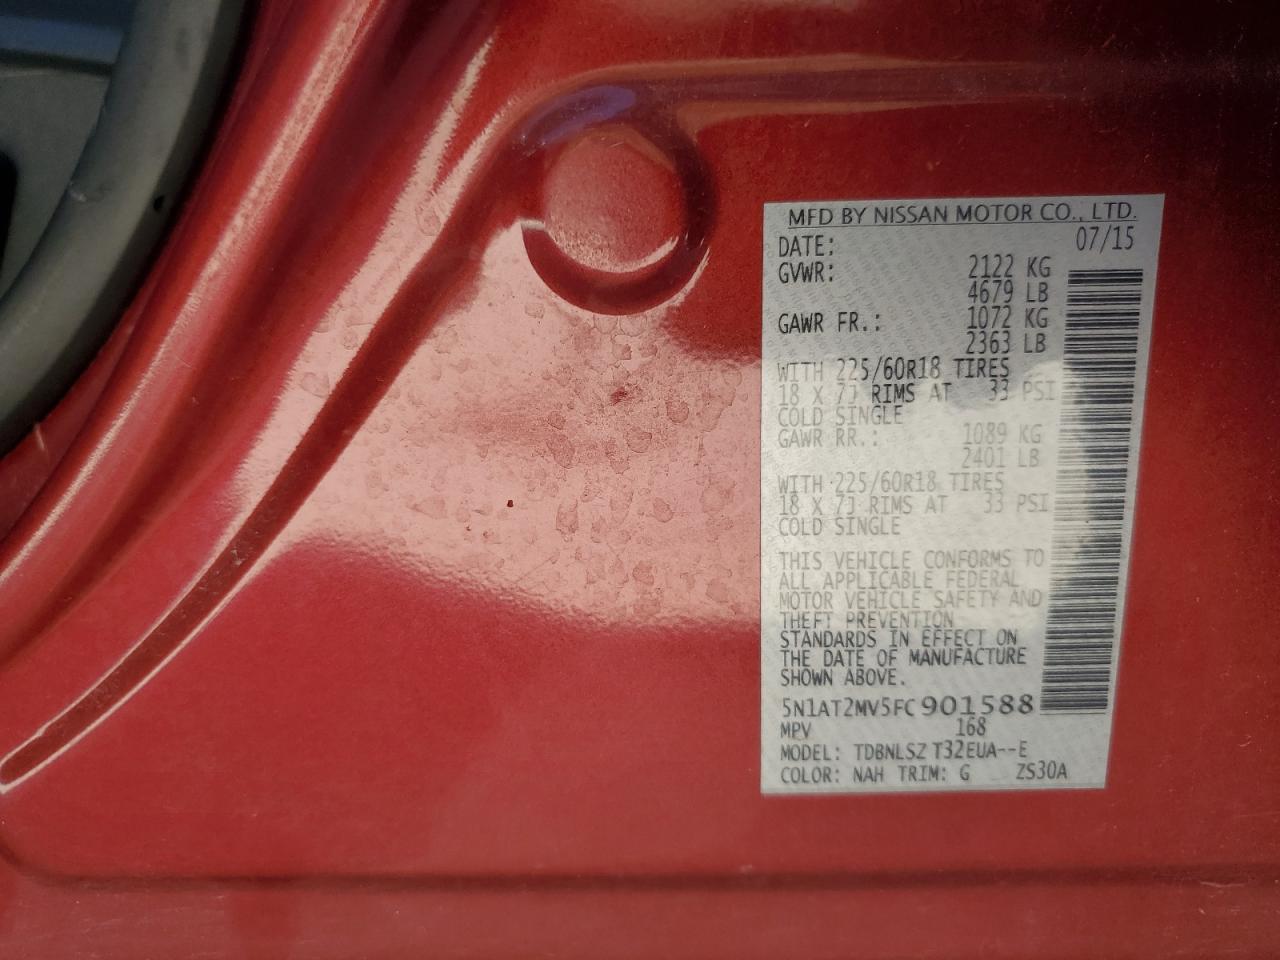 MFD BY NISSAN MOTOR CO., LTD.
DATE: 07/15
GVWR: 2122 KG
4679 LB
GAWR FR.: 1072 KG
2363 LB
WITH 225/60R18 TIRES
18 X 7J RIMS AT 33 PSI
COLD SINGLE
GAWR RR.: 1089 KG
2401 LB
WITH 225/60R18 TIRES
18 X 7J RIMS AT 33 PSI
COLD SINGLE
THIS VEHICLE CONFORMS TO
ALL APPLICABLE FEDERAL
MOTOR VEHICLE SAFETY AND
THEFT PREVENTION
STANDARDS IN EFFECT ON
THE DATE OF MANUFACTURE
SHOWN ABOVE.
5N1AT2MV5FC901588
MPV 168
MODEL: TDBNLSZ T32EUA--E
COLOR: NAH TRIM: G ZS30A